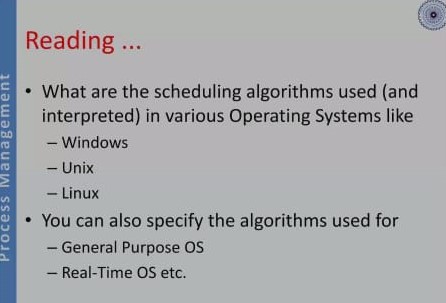 Reading ...
• What are the scheduling algorithms used (and
interpreted) in various Operating Systems like
– Windows
– Unix
– Linux
• You can also specify the algorithms used for
– General Purpose OS
– Real-Time OS etc.
Process Management